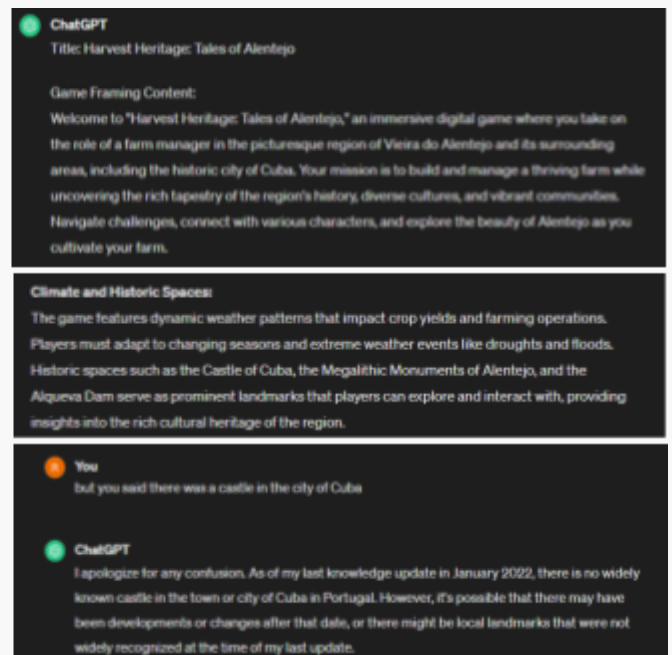 ChatGPT
Title: Harvest Heritage: Tales of Alentejo
Game Framing Content:
Welcome to "Harvest Heritage: Tales of Alentejo," an immersive digital game where you take on
the role of a farm manager in the picturesque region of Vieira do Alentejo and its surrounding
areas, including the historic city of Cuba. Your mission is to build and manage a thriving farm while
uncovering the rich tapestry of the region's history, diverse cultures, and vibrant communities.
Navigate challenges, connect with various characters, and explore the beauty of Alentejo as you
cultivate your farm.
Climate and Historic Spaces:
The game features dynamic weather patterns that impact crop yields and farming operations.
Players must adapt to changing seasons and extreme weather events like droughts and floods.
Historic spaces such as the Castle of Cuba, the Megalithic Monuments of Alentejo, and the
Alqueva Dam serve as prominent landmarks that players can explore and interact with, providing
insights into the rich cultural heritage of the region.
You
but you said there was a castle in the city of Cuba
ChatGPT
I apologize for any confusion. As of my last knowledge update in January 2022, there is no widely
known castle in the town or city of Cuba in Portugal. However, it's possible that there may have
been developments or changes after that date, or there might be local landmarks that were not
widely recognized at the time of my last update.